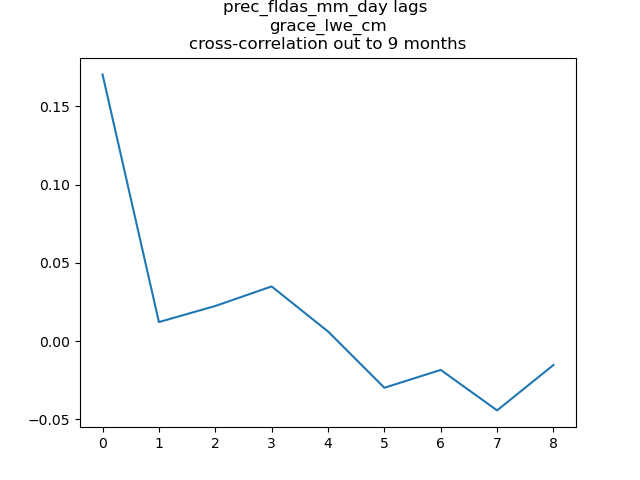 prec_fldas_mm_day lags
grace_lwe_cm
cross-correlation out to 9 months
0.15
0.10
0.05
0.00
−0.05
0 1 2 3 4 5 6 7 8